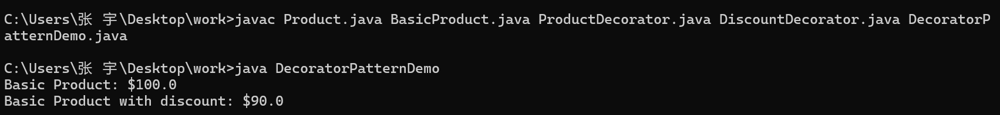 C:\Users\张 宇\Desktop\work>javac Product.java BasicProduct.java ProductDecorator.java DiscountDecorator.java DecoratorP
atternDemo.java
C:\Users\张 宇\Desktop\work>java DecoratorPatternDemo
Basic Product: $100.0
Basic Product with discount: $90.0